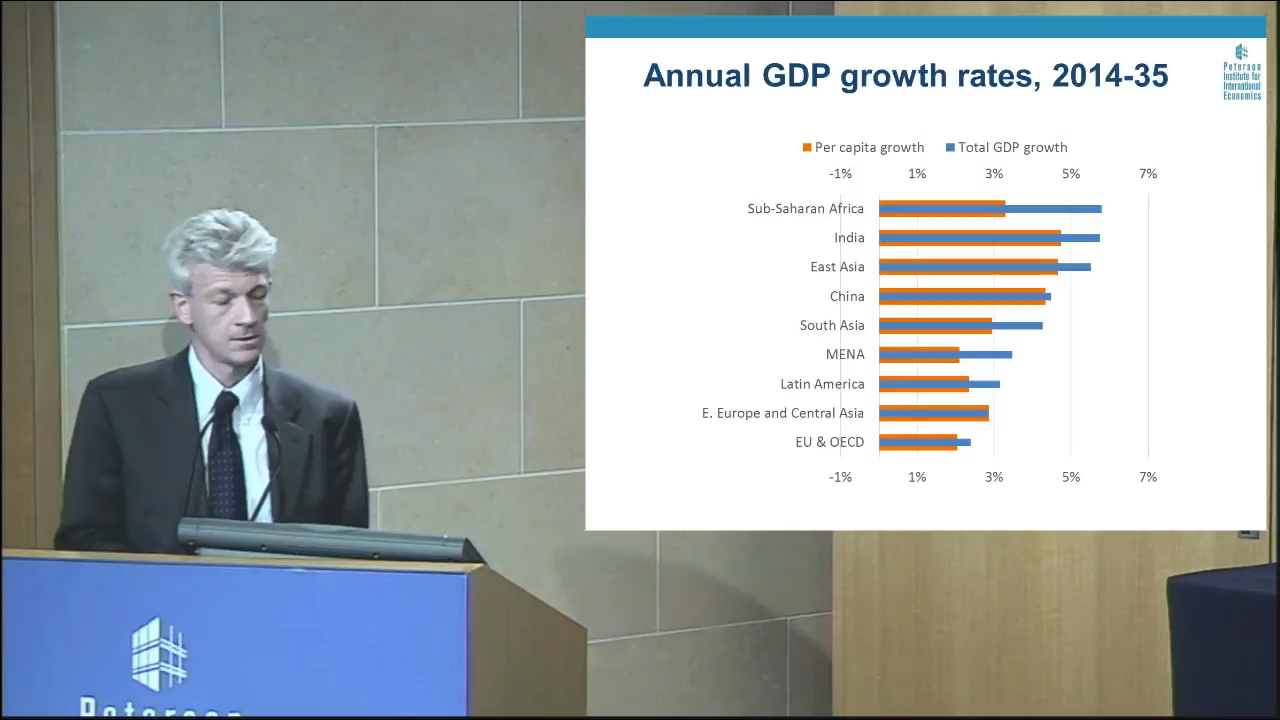 Annual GDP growth rates, 2014-35
Peterson
Institute for
International
Economics
Per capita growth Total GDP growth
-1% 1% 3% 5% 7%
Sub-Saharan Africa
India
East Asia
China
South Asia
MENA
Latin America
E. Europe and Central Asia
EU & OECD
-1% 1% 3% 5% 7%
Peterson